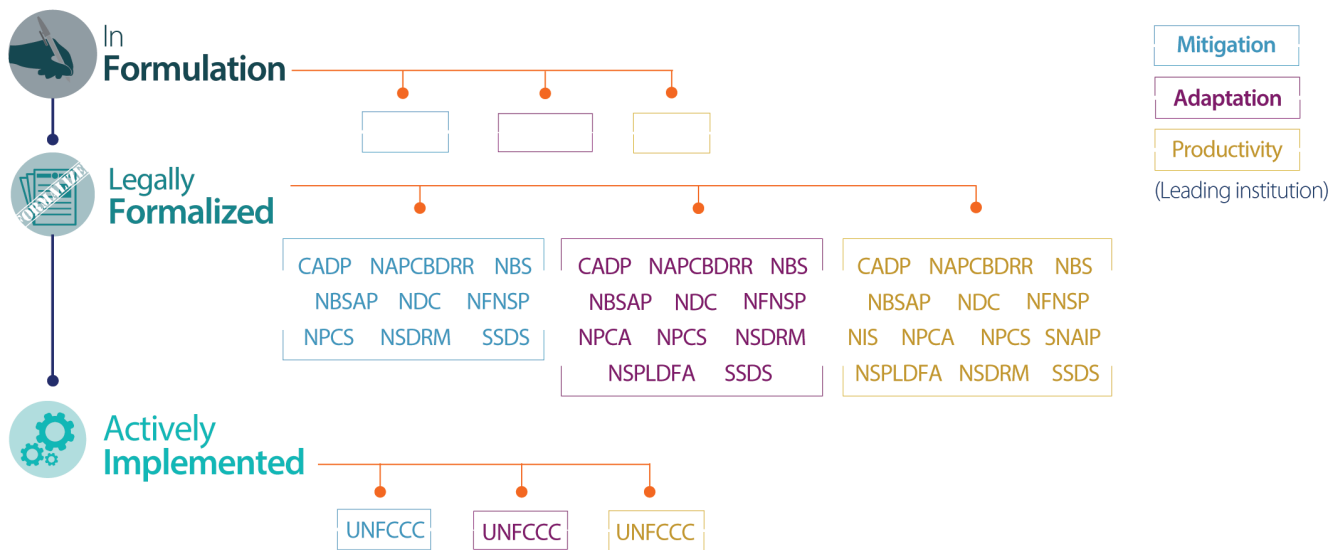 In
Formulation
Mitigation
Adaptation
Productivity
(Leading institution)
FORMALIZE
Legally
Formalized
CADP NAPCBDRR NBS
NBSAP NDC NFNSP
NPCS NSDRM SSDS
CADP NAPCBDRR NBS
NBSAP NDC NFNSP
NPCA NPCS NSDRM
NSPLDFA SSDS
CADP NAPCBDRR NBS
NBSAP NDC NFNSP
NIS NPCA NPCS SNAIP
NSPLDFA NSDRM SSDS
Actively
Implemented
UNFCCC UNFCCC UNFCCC